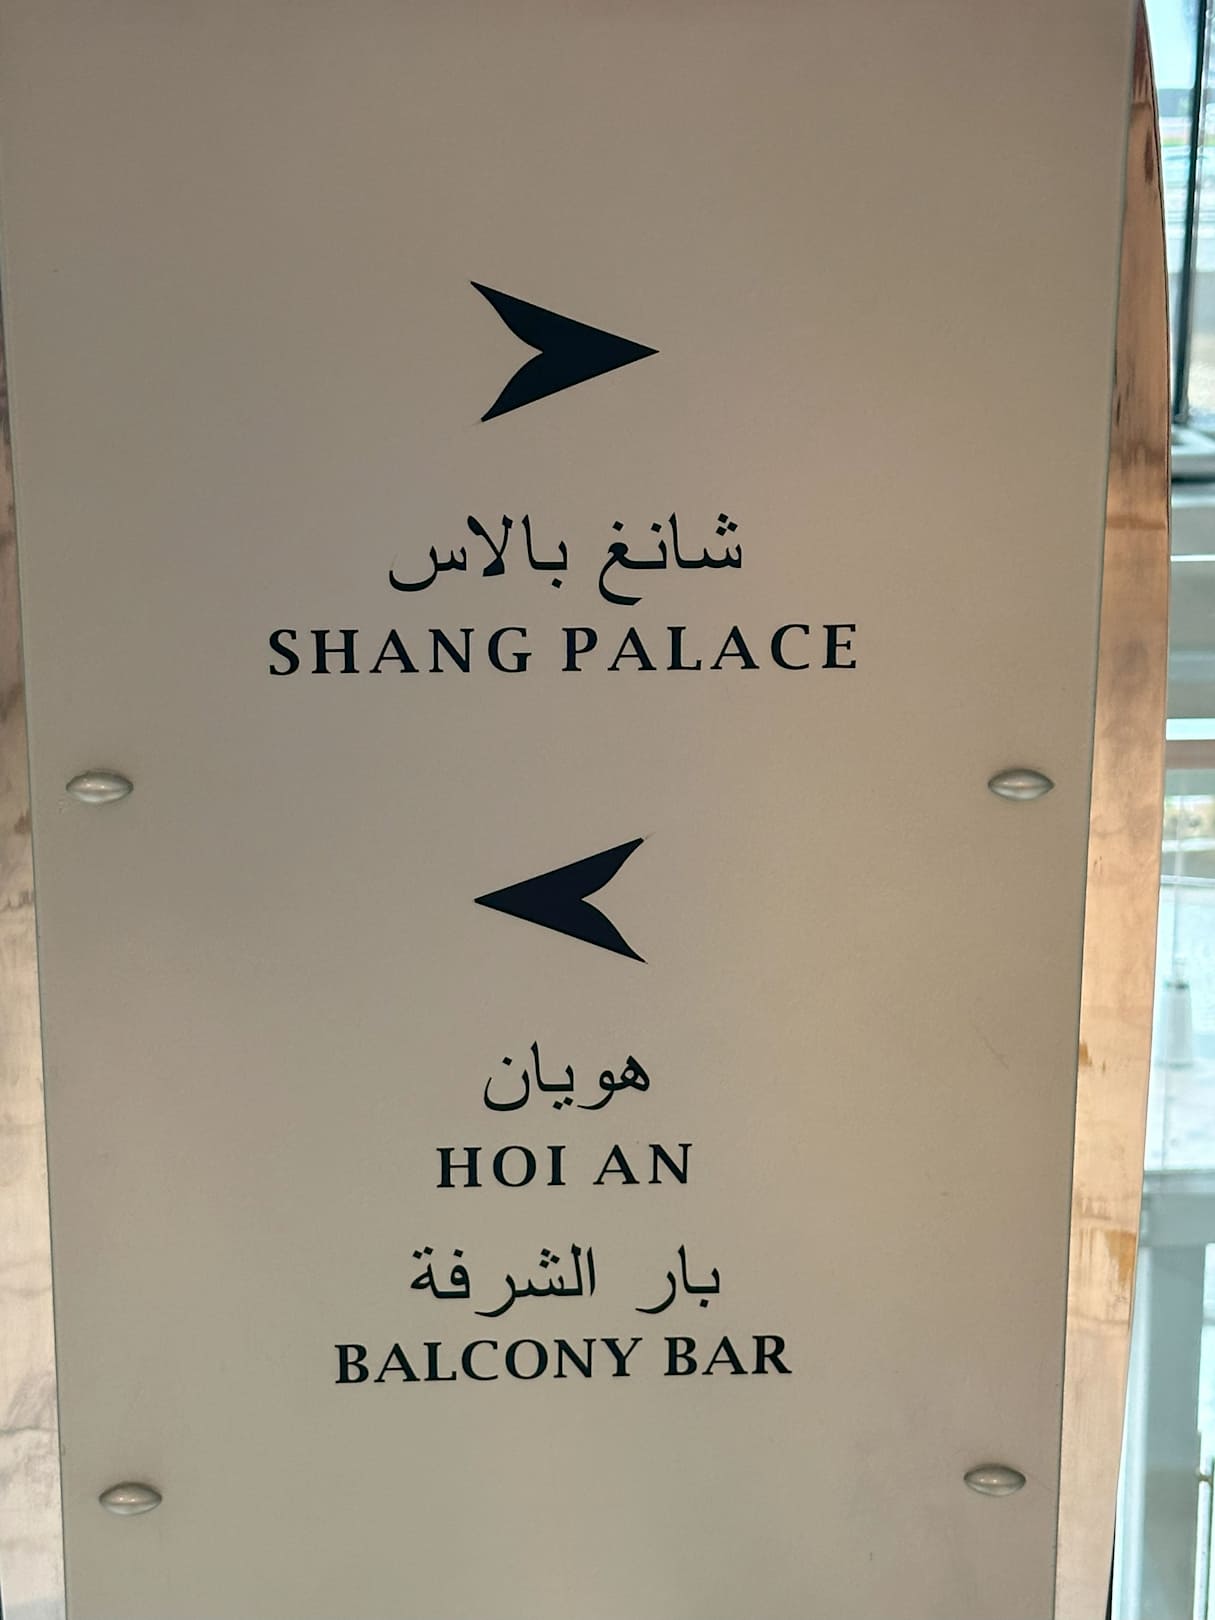 شانغ بالاس
SHANG PALACE
هويان
HOI AN
بار الشرفة
BALCONY BAR